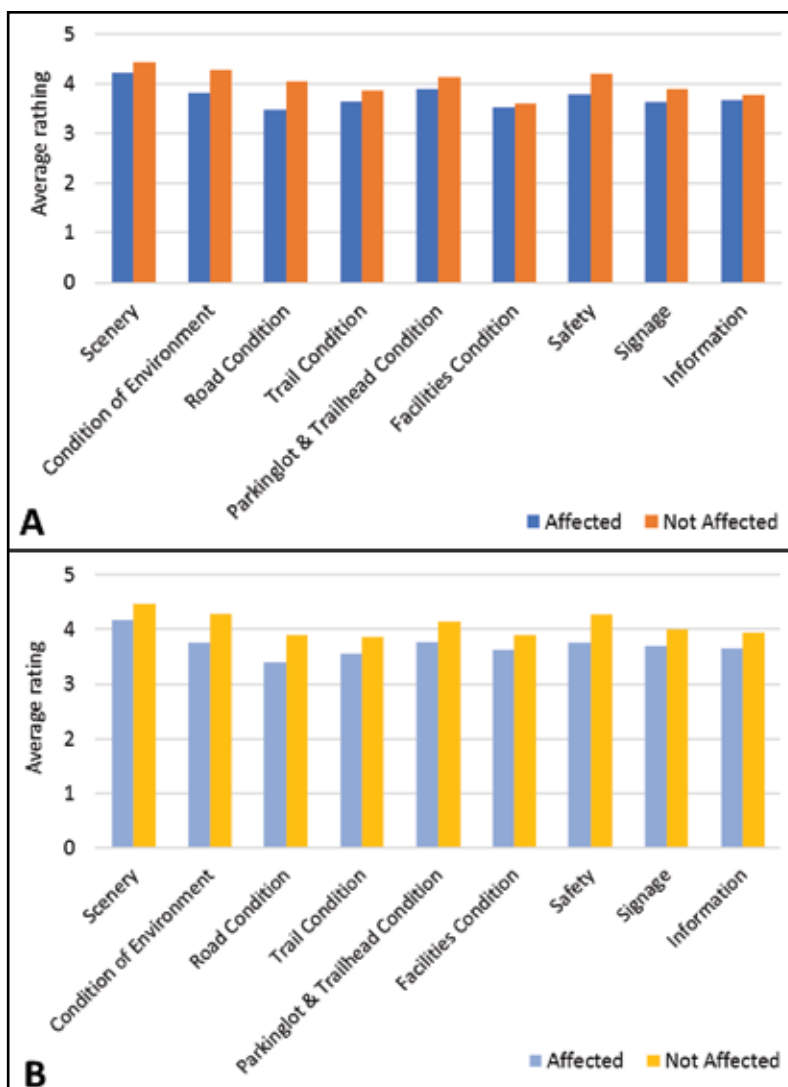 5
4
3
2
1
0
Average rathing
Scenery
Condition of Environment
Road Condition
Trail Condition
Parkinglot & Trailhead Condition
Facilities Condition
Safety
Signage
Information
A
Affected Not Affected
5
4
3
2
1
0
Average rating
Scenery
Condition of Environment
Road Condition
Trail Condition
Parkinglot & Trailhead Condition
Facilities Condition
Safety
Signage
Information
B
Affected Not Affected